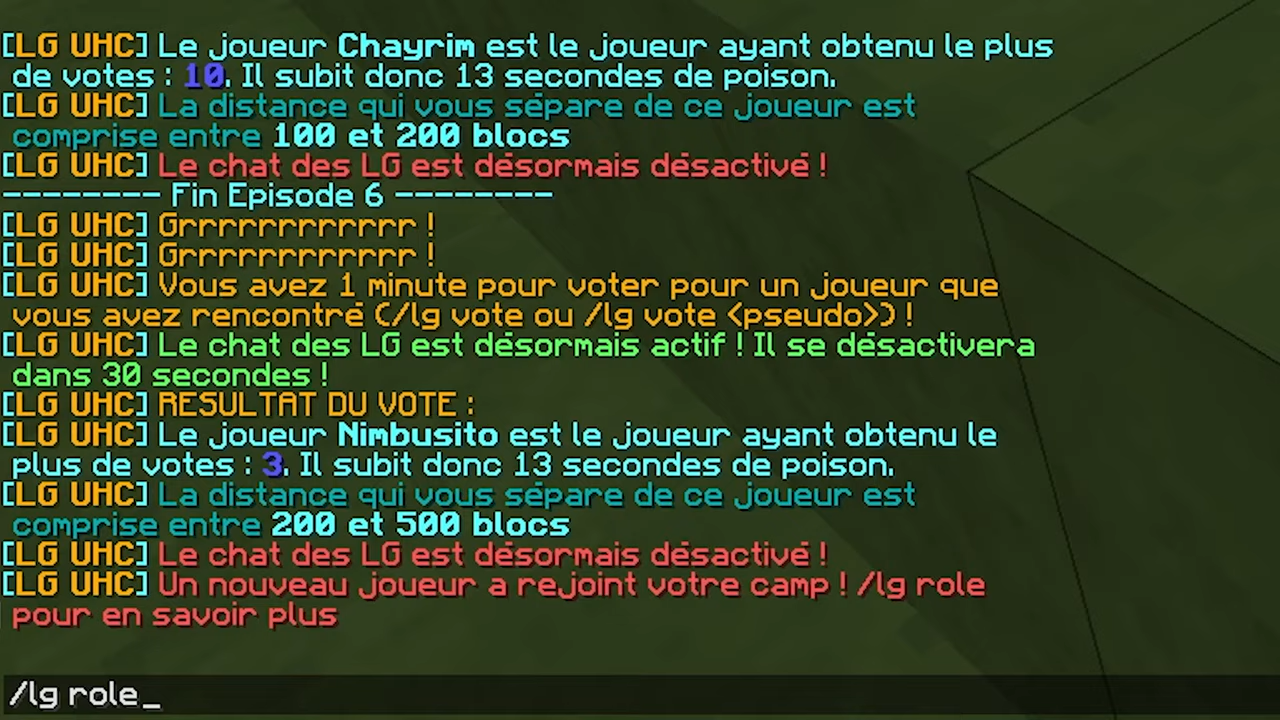 [LG UHC] Le joueur Chayrim est le joueur ayant obtenu le plus
de votes : 10. Il subit donc 13 secondes de poison.
[LG UHC] La distance qui vous sépare de ce joueur est
comprise entre 100 et 200 blocs
[LG UHC] Le chat des LG est désormais désactivé !
-------- Fin Episode 6 --------
[LG UHC] Grrrrrrrrrrrr !
[LG UHC] Grrrrrrrrrrrr !
[LG UHC] Vous avez 1 minute pour voter pour un joueur que
vous avez rencontré (/lg vote ou /lg vote <pseudo>) !
[LG UHC] Le chat des LG est désormais actif ! Il se désactivera
dans 30 secondes !
[LG UHC] RESULTAT DU VOTE :
[LG UHC] Le joueur Nimbusito est le joueur ayant obtenu le
plus de votes : 3. Il subit donc 13 secondes de poison.
[LG UHC] La distance qui vous sépare de ce joueur est
comprise entre 200 et 500 blocs
[LG UHC] Le chat des LG est désormais désactivé !
[LG UHC] Un nouveau joueur a rejoint votre camp ! /lg role
pour en savoir plus
/lg role_